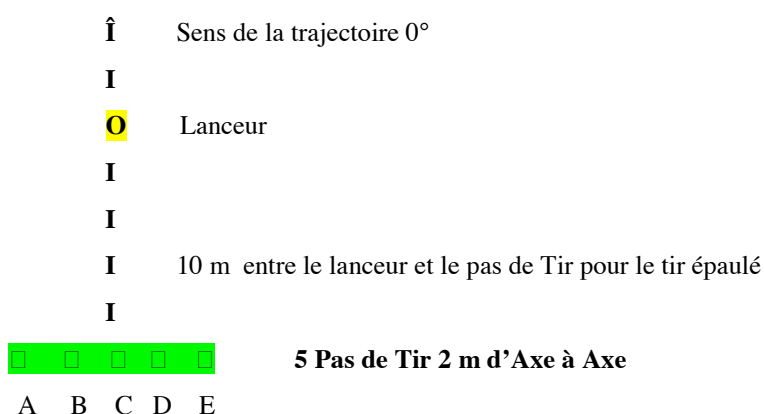 Î Sens de la trajectoire 0°
I
O Lanceur
I
I
I 10 m entre le lanceur et le pas de Tir pour le tir épaulé
I
5 Pas de Tir 2 m d’Axe à Axe
A B C D E